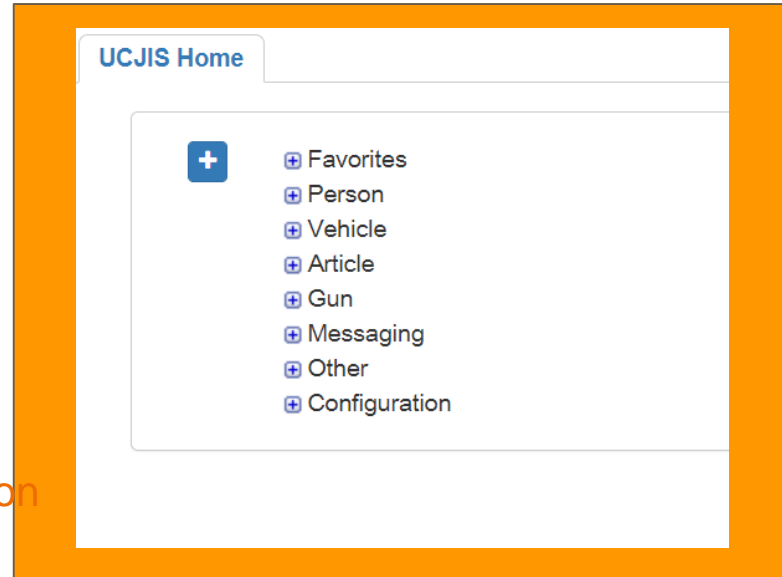 UCJIS Home
Favorites
Person
Vehicle
Article
Gun
Messaging
Other
Configuration
on